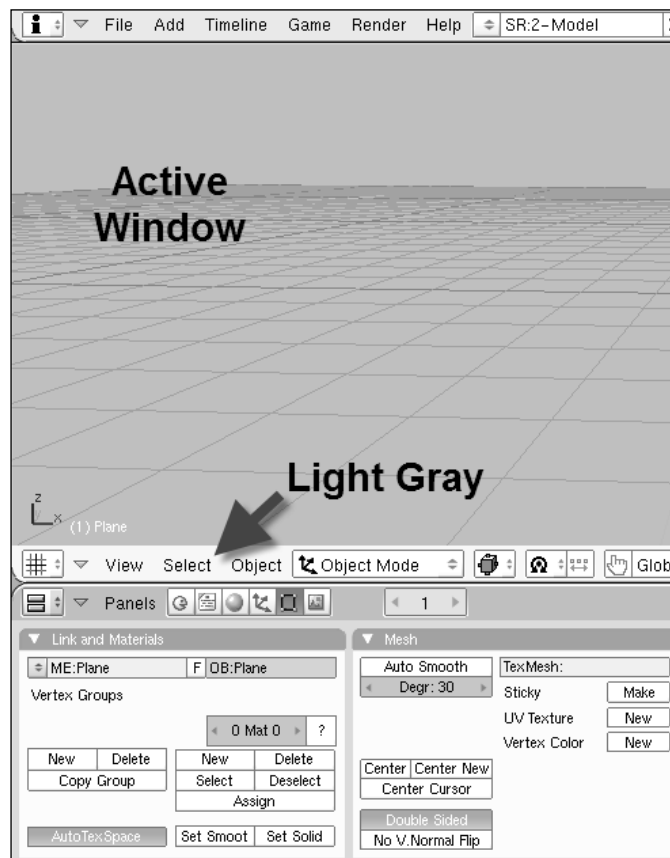 File Add Timeline Game Render Help SR:2-Model
Active
Window
Light Gray
z
x
(1) Plane
View Select Object Object Mode Glob
Panels 1
Link and Materials
ME:Plane F OB:Plane
Vertex Groups
0 Mat 0 ?
New Delete New Delete
Copy Group Select Deselect
Assign
AutoTexSpace Set Smoot Set Solid
Mesh
Auto Smooth TexMesh:
Degr: 30 Sticky Make
UV Texture New
Vertex Color New
Center Center New
Center Cursor
Double Sided
No V.Normal Flip